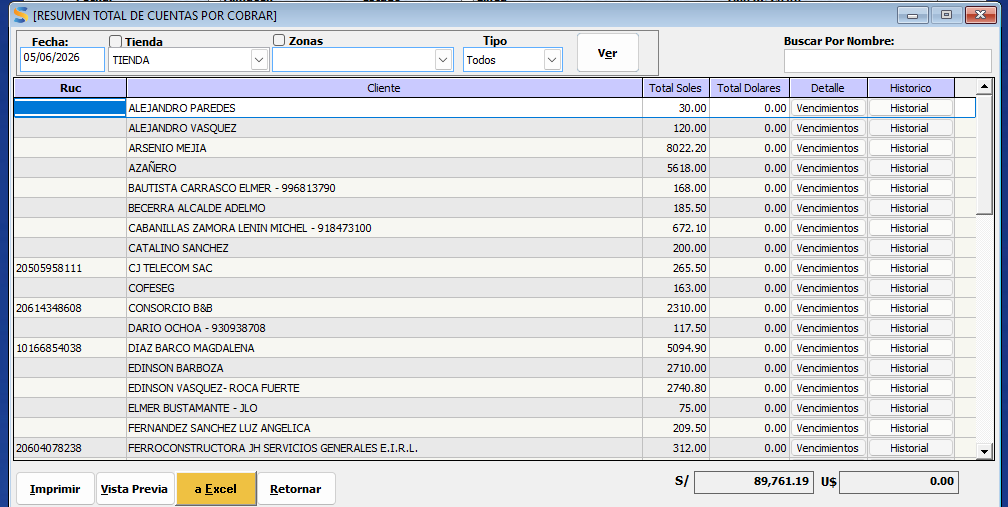 [RESUMEN TOTAL DE CUENTAS POR COBRAR]
Fecha: Tienda Zonas Tipo Ver Buscar Por Nombre:
05/06/2026 TIENDA Todos
Ruc Cliente Total Soles Total Dolares Detalle Historico
ALEJANDRO PAREDES 30.00 0.00 Vencimientos Historial
ALEJANDRO VASQUEZ 120.00 0.00 Vencimientos Historial
ARSENIO MEJIA 8022.20 0.00 Vencimientos Historial
AZAÑERO 5618.00 0.00 Vencimientos Historial
BAUTISTA CARRASCO ELMER - 996813790 168.00 0.00 Vencimientos Historial
BECERRA ALCALDE ADELMO 185.50 0.00 Vencimientos Historial
CABANILLAS ZAMORA LENIN MICHEL - 918473100 672.10 0.00 Vencimientos Historial
CATALINO SANCHEZ 200.00 0.00 Vencimientos Historial
20505958111 CJ TELECOM SAC 265.50 0.00 Vencimientos Historial
COFESEG 163.00 0.00 Vencimientos Historial
20614348608 CONSORCIO B&B 2310.00 0.00 Vencimientos Historial
DARIO OCHOA - 930938708 117.50 0.00 Vencimientos Historial
10166854038 DIAZ BARCO MAGDALENA 5094.90 0.00 Vencimientos Historial
EDINSON BARBOZA 2710.00 0.00 Vencimientos Historial
EDINSON VASQUEZ- ROCA FUERTE 2740.80 0.00 Vencimientos Historial
ELMER BUSTAMANTE - JLO 75.00 0.00 Vencimientos Historial
FERNANDEZ SANCHEZ LUZ ANGELICA 209.50 0.00 Vencimientos Historial
20604078238 FERROCONSTRUCTORA JH SERVICIOS GENERALES E.I.R.L. 312.00 0.00 Vencimientos Historial
Imprimir Vista Previa a Excel Retornar S/ 89,761.19 U$ 0.00